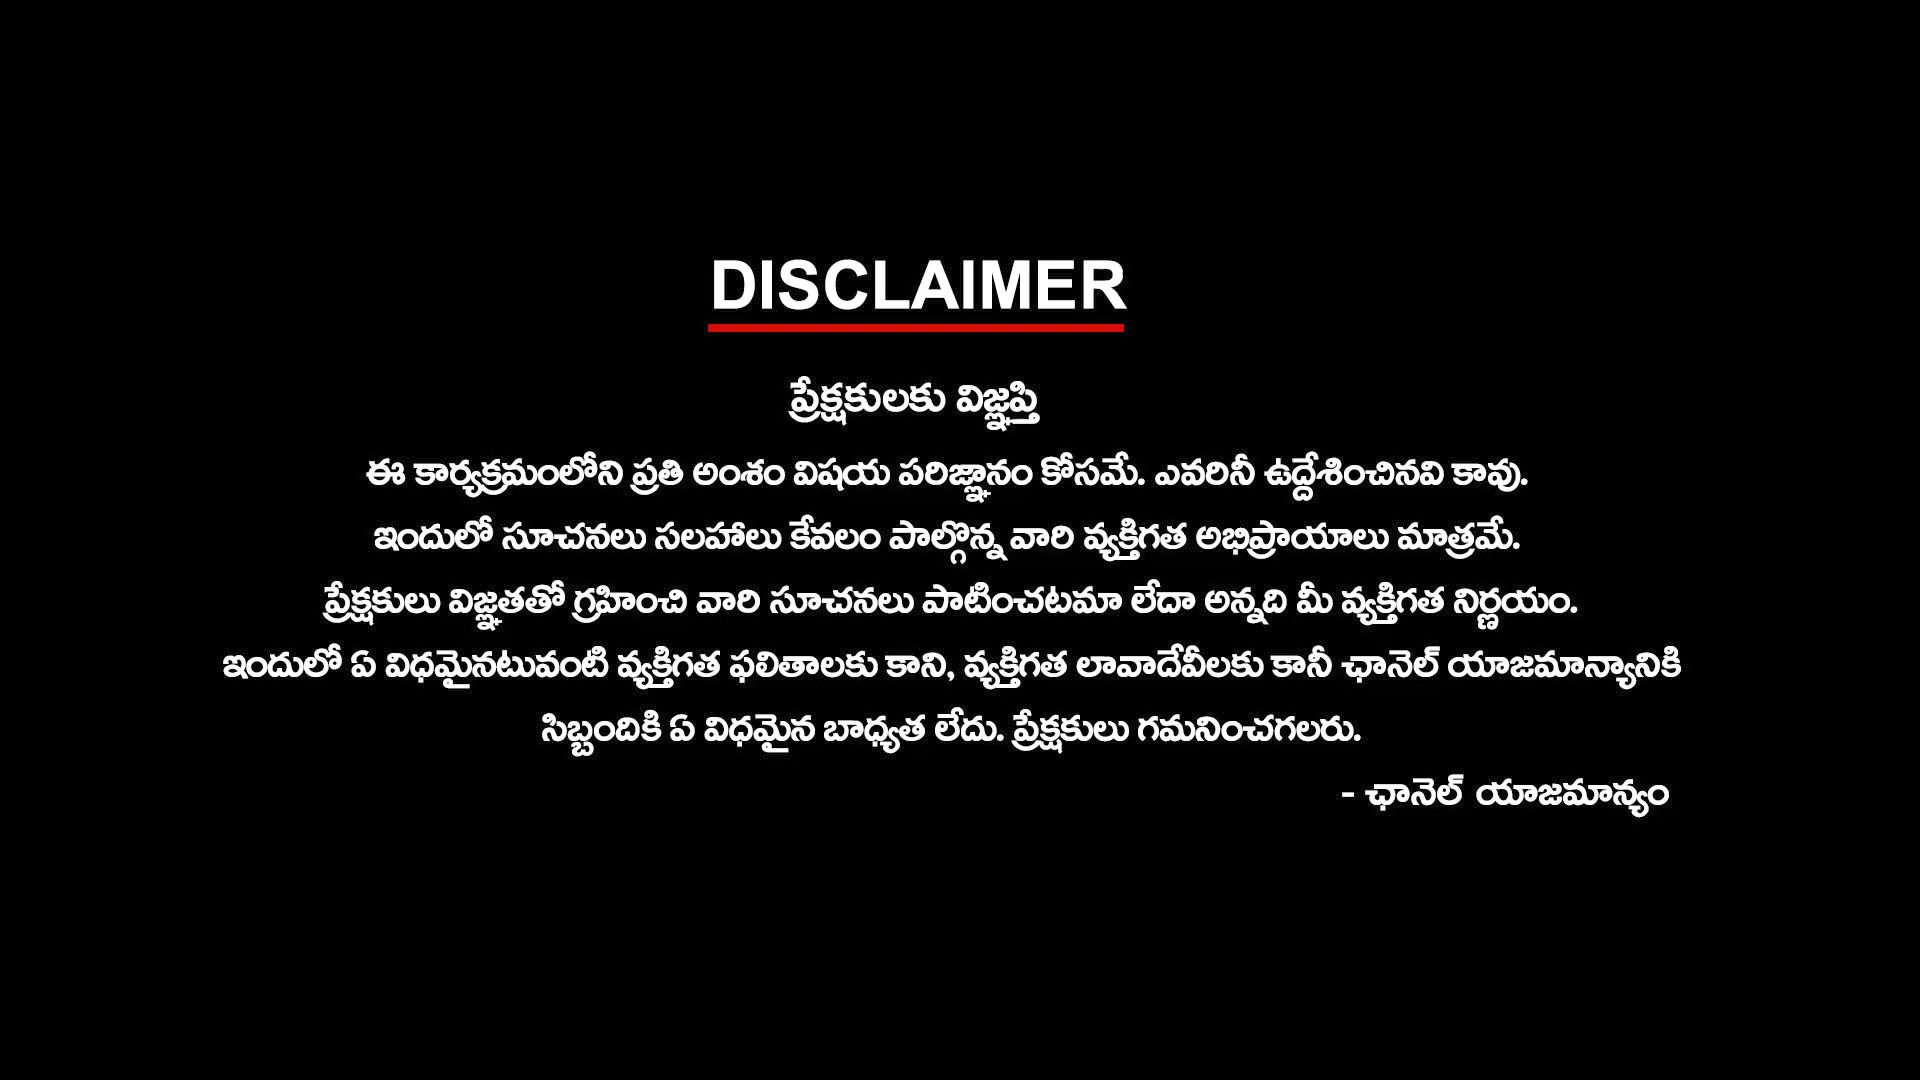 DISCLAIMER
ప్రేక్షకులకు విజ్ఞప్తి
ఈ కార్యక్రమంలోని ప్రతి అంశం విషయ పరిజ్ఞానం కోసమే. ఎవరినీ ఉద్దేశించినవి కావు.
ఇందులో సూచనలు సలహాలు కేవలం పాల్గొన్న వారి వ్యక్తిగత అభిప్రాయాలు మాత్రమే.
ప్రేక్షకులు విజ్ఞతతో గ్రహించి వారి సూచనలు పాటించటమా లేదా అన్నది మీ వ్యక్తిగత నిర్ణయం.
ఇందులో ఏ విధమైనటువంటి వ్యక్తిగత ఫలితాలకు కాని, వ్యక్తిగత లావాదేవీలకు కానీ ఛానెల్ యాజమాన్యానికి
సిబ్బందికి ఏ విధమైన బాధ్యత లేదు. ప్రేక్షకులు గమనించగలరు.
- ఛానెల్ యాజమాన్యం